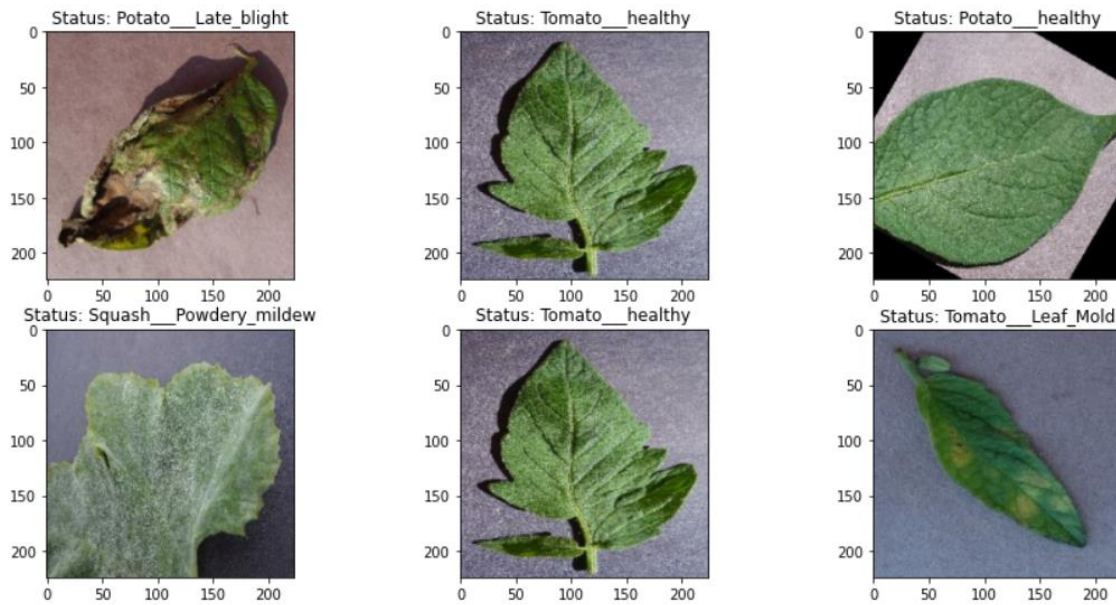 Status: Potato___Late_blight
Status: Tomato___healthy
Status: Potato___healthy
0
50
100
150
200
0
50
100
150
200
0
50
100
150
200
0 50 100 150 200
0 50 100 150 200
0 50 100 150 200
Status: Squash___Powdery_mildew
Status: Tomato___healthy
Status: Tomato___Leaf_Mold
0
50
100
150
200
0
50
100
150
200
0
50
100
150
200
0 50 100 150 200
0 50 100 150 200
0 50 100 150 200